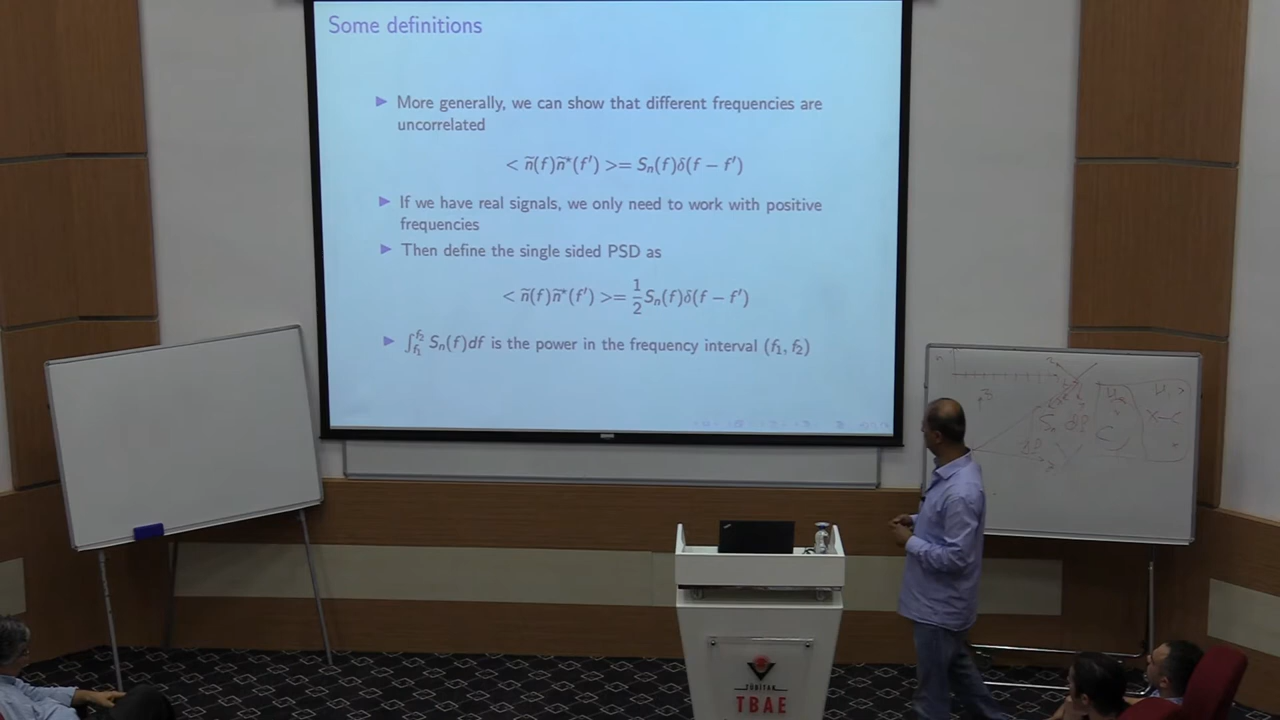 Some definitions
▶ More generally, we can show that different frequencies are
uncorrelated
< ñ(f)ñ*(f′) >= Sₙ(f)δ(f − f′)
▶ If we have real signals, we only need to work with positive
frequencies
▶ Then define the single sided PSD as
< ñ(f)ñ*(f′) >= 1/2 Sₙ(f)δ(f − f′)
▶ ∫_{f₁}^{f₂} Sₙ(f)df is the power in the frequency interval (f₁, f₂)
TÜBİTAK
TBAE